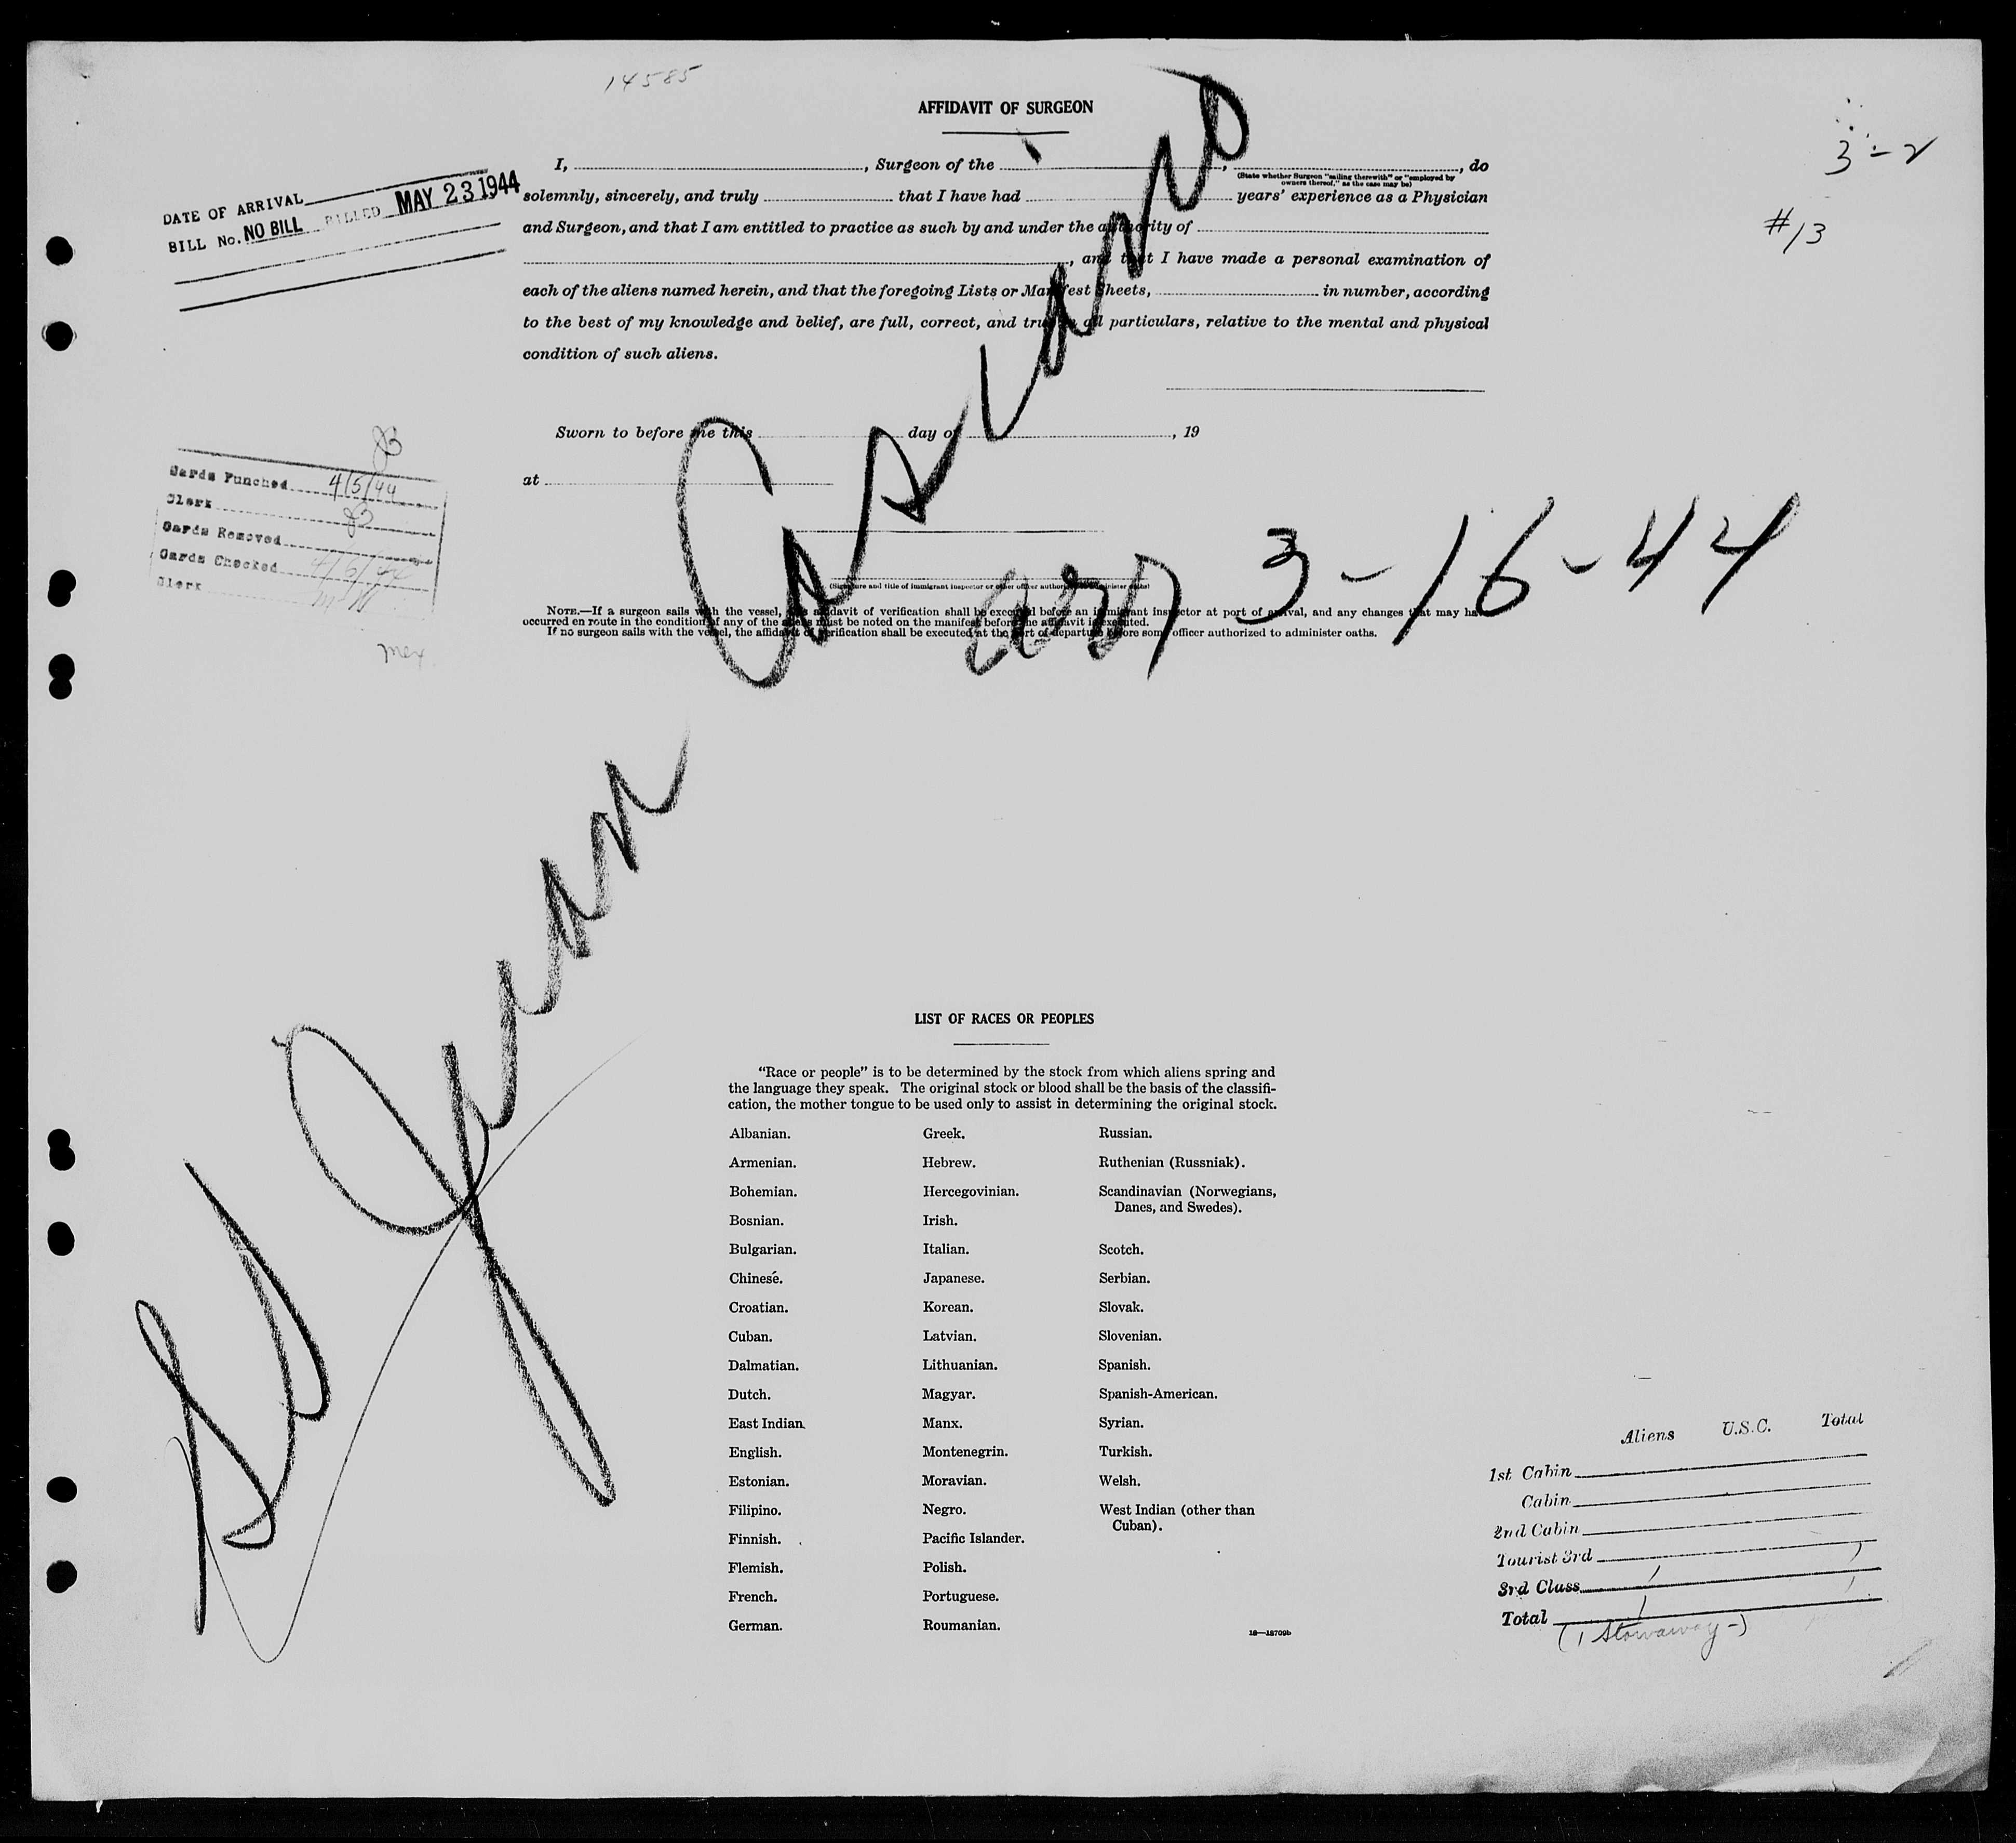 14585
AFFIDAVIT OF SURGEON
3-2
#13
I, , Surgeon of the , , do
(State whether Surgeon "sailing therewith" or "employed by
owners thereof," as the case may be)
solemnly, sincerely, and truly that I have had years' experience as a Physician
and Surgeon, and that I am entitled to practice as such by and under the authority of
, and that I have made a personal examination of
each of the aliens named herein, and that the foregoing Lists or Manifest Sheets, in number, according
to the best of my knowledge and belief, are full, correct, and true in all particulars, relative to the mental and physical
condition of such aliens.
DATE OF ARRIVAL
BILL No. NO BILL BILLED MAY 23 1944
Sworn to before me this day of , 19
at
(Signature and title of immigrant inspector or other officer authorized to administer oaths)
NOTE.—If a surgeon sails with the vessel, this affidavit of verification shall be executed before an immigrant inspector at port of arrival, and any changes that may have
occurred en route in the condition of any of the aliens must be noted on the manifest before the affidavit is executed.
If no surgeon sails with the vessel, the affidavit of verification shall be executed at the port of departure before some officer authorized to administer oaths.
Cards Punched 4/5/44
Clerk
Cards Removed
Cards Checked 4/6/44
Clerk
Mex
3-16-44
LIST OF RACES OR PEOPLES
"Race or people" is to be determined by the stock from which aliens spring and
the language they speak. The original stock or blood shall be the basis of the classifi-
cation, the mother tongue to be used only to assist in determining the original stock.
Albanian.
Armenian.
Bohemian.
Bosnian.
Bulgarian.
Chinese.
Croatian.
Cuban.
Dalmatian.
Dutch.
East Indian.
English.
Estonian.
Filipino.
Finnish.
Flemish.
French.
German.
Greek.
Hebrew.
Hercegovinian.
Irish.
Italian.
Japanese.
Korean.
Latvian.
Lithuanian.
Magyar.
Manx.
Montenegrin.
Moravian.
Negro.
Pacific Islander.
Polish.
Portuguese.
Roumanian.
Russian.
Ruthenian (Russniak).
Scandinavian (Norwegians,
Danes, and Swedes).
Scotch.
Serbian.
Slovak.
Slovenian.
Spanish.
Spanish-American.
Syrian.
Turkish.
Welsh.
West Indian (other than
Cuban).
16—18709b
Aliens U.S.C. Total
1st Cabin
Cabin
2nd Cabin
Tourist 3rd
3rd Class 1 1
Total 1 1
(1 Stowaway-)